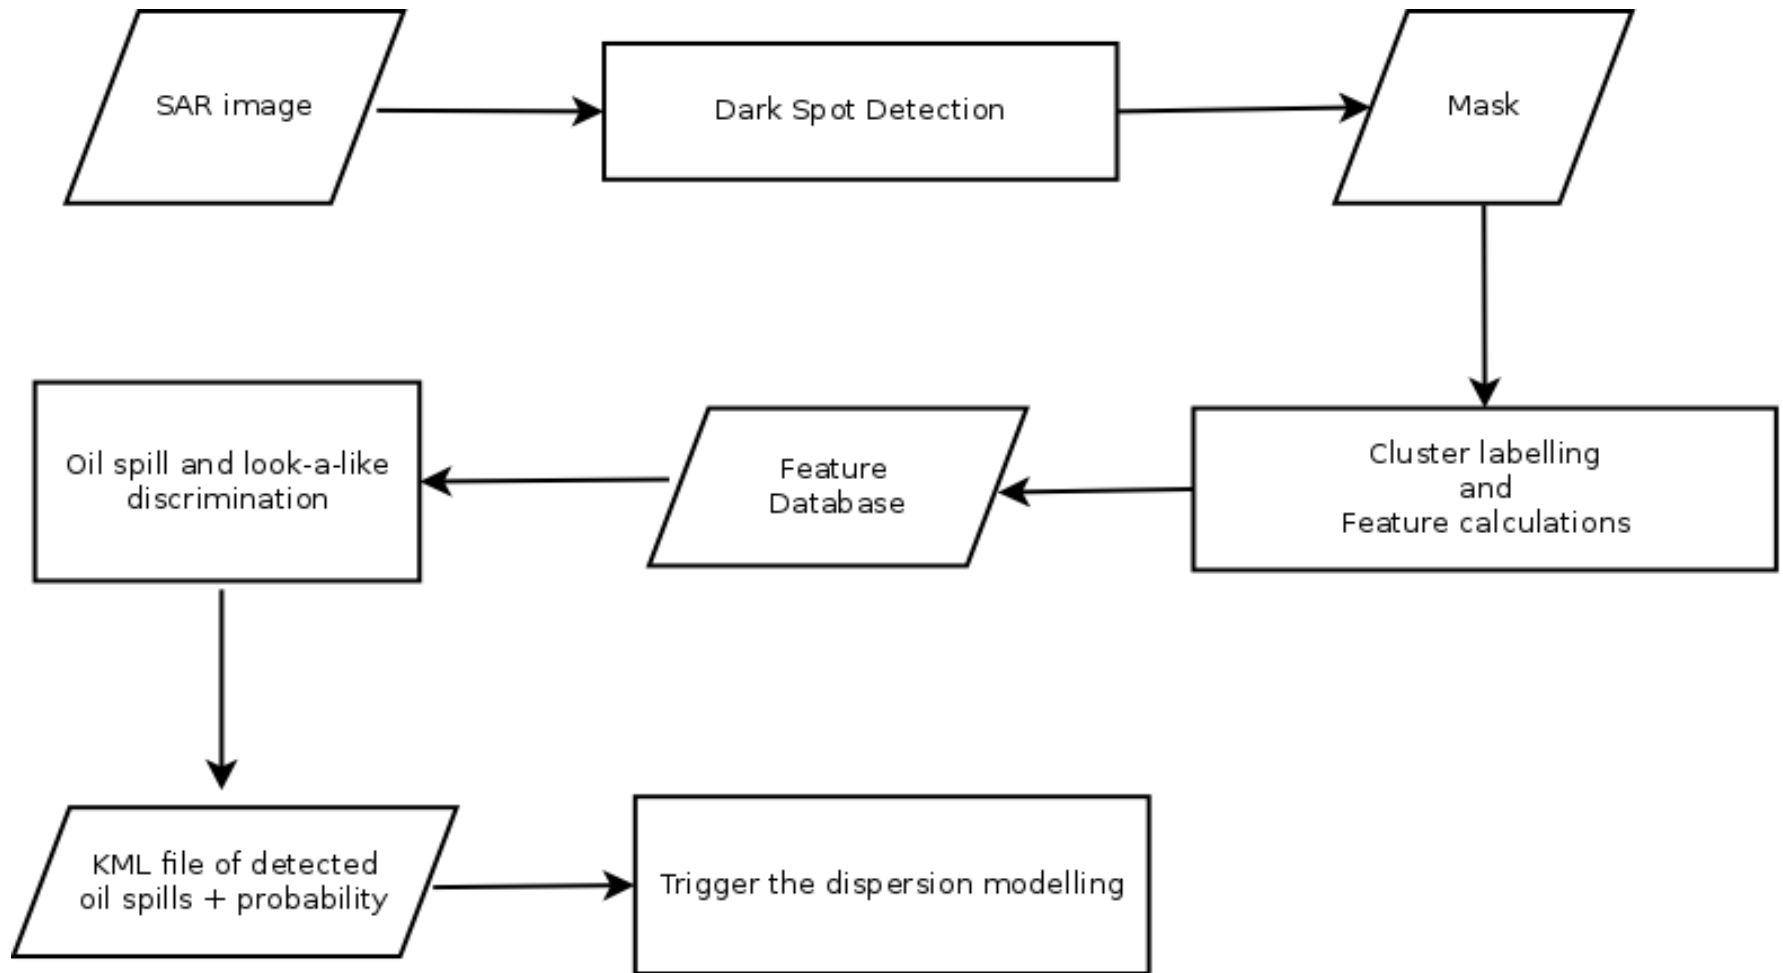 SAR image
Dark Spot Detection
Mask
Cluster labelling
and
Feature calculations
Feature
Database
Oil spill and look-a-like
discrimination
KML file of detected
oil spills + probability
Trigger the dispersion modelling